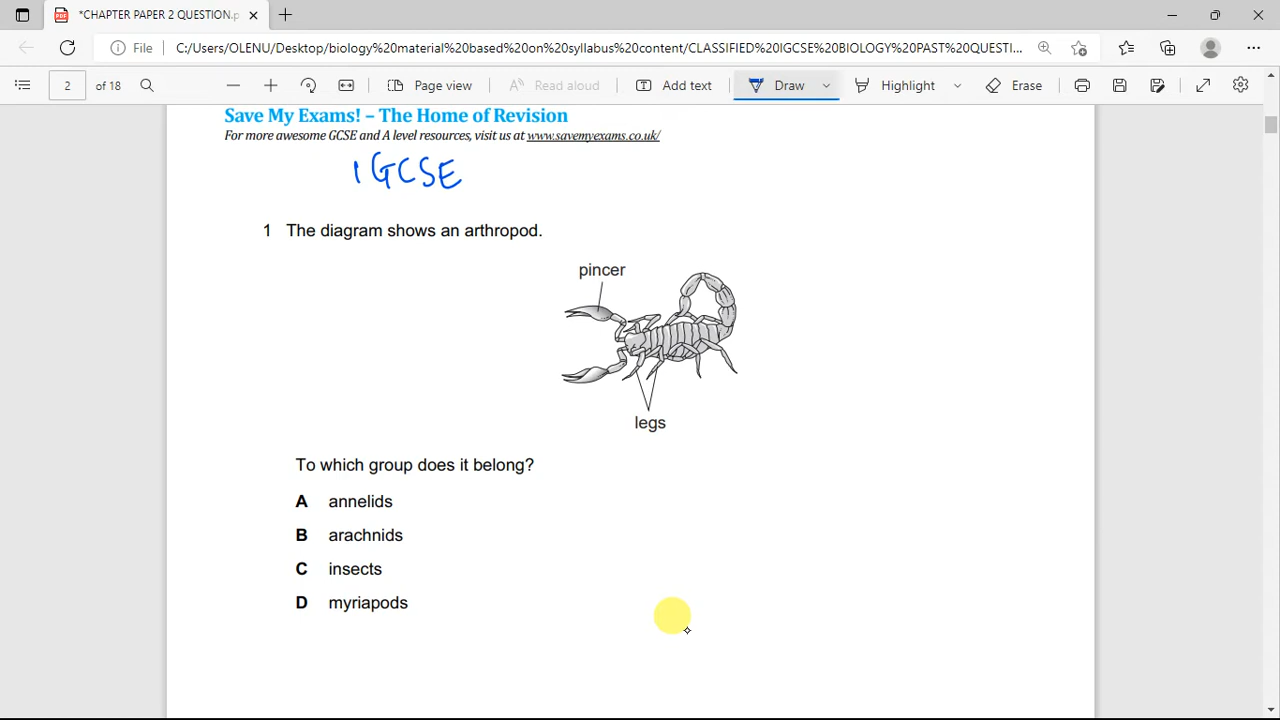 *CHAPTER PAPER 2 QUESTION.p
File
C:/Users/OLENU/Desktop/biology%20material%20based%20on%20syllabus%20content/CLASSIFIED%20IGCSE%20BIOLOGY%20PAST%20QUESTI...
2 of 18
Page view
Read aloud
Add text
Draw
Highlight
Erase
Save My Exams! – The Home of Revision
For more awesome GCSE and A level resources, visit us at www.savemyexams.co.uk/
IGCSE
1 The diagram shows an arthropod.
pincer
legs
To which group does it belong?
A annelids
B arachnids
C insects
D myriapods